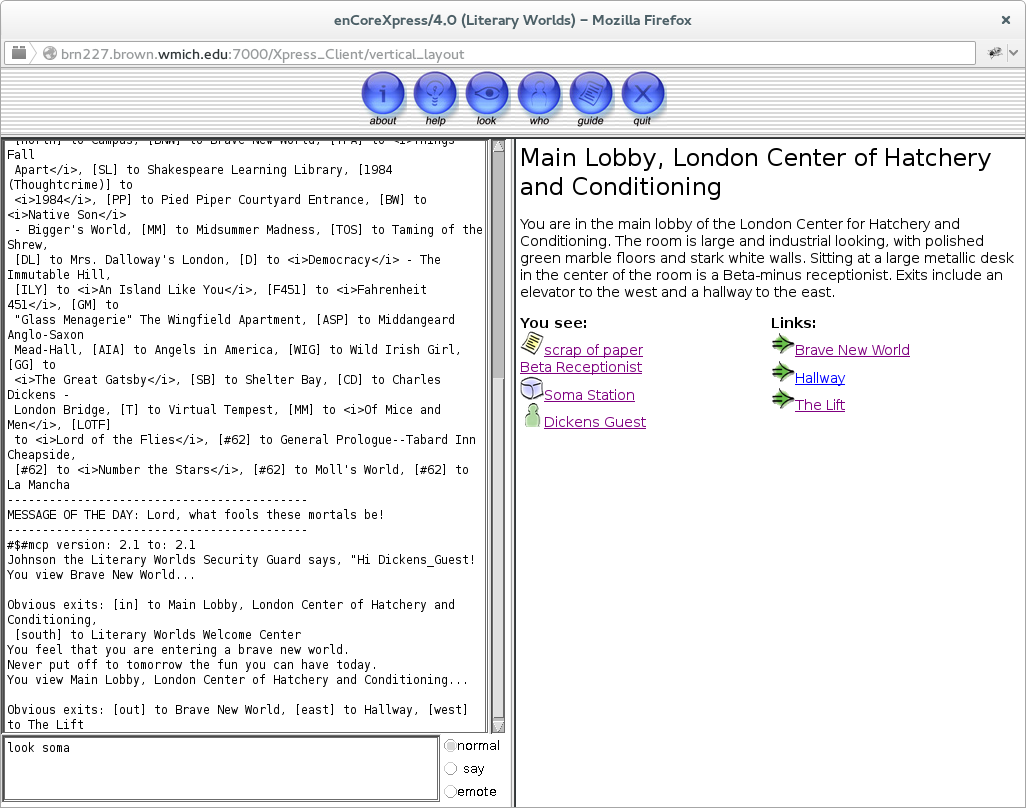 enCoreXpress/4.0 (Literary Worlds) – Mozilla Firefox
brn227.brown.wmich.edu:7000/Xpress_Client/vertical_layout
about help look who guide quit
[north] to Campus, [BNW] to Brave New World, [TFA] to <i>Things
Fall
Apart</i>, [SL] to Shakespeare Learning Library, [1984
(Thoughtcrime)] to
<i>1984</i>, [PP] to Pied Piper Courtyard Entrance, [BW] to
<i>Native Son</i>
- Bigger's World, [MM] to Midsummer Madness, [TOS] to Taming of the
Shrew,
[DL] to Mrs. Dalloway's London, [D] to <i>Democracy</i> - The
Immutable Hill,
[ILY] to <i>An Island Like You</i>, [F451] to <i>Fahrenheit
451</i>, [GM] to
"Glass Menagerie" The Wingfield Apartment, [ASP] to Middangeard
Anglo-Saxon
Mead-Hall, [AIA] to Angels in America, [WIG] to Wild Irish Girl,
[GG] to
<i>The Great Gatsby</i>, [SB] to Shelter Bay, [CD] to Charles
Dickens -
London Bridge, [T] to Virtual Tempest, [MM] to <i>Of Mice and
Men</i>, [LOTF]
to <i>Lord of the Flies</i>, [#62] to General Prologue--Tabard Inn
Cheapside,
[#62] to <i>Number the Stars</i>, [#62] to Moll's World, [#62] to
La Mancha
-------------------------------------------
MESSAGE OF THE DAY: Lord, what fools these mortals be!
-------------------------------------------
#$#mcp version: 2.1 to: 2.1
Johnson the Literary Worlds Security Guard says, "Hi Dickens_Guest!
You view Brave New World...
Obvious exits: [in] to Main Lobby, London Center of Hatchery and
Conditioning,
[south] to Literary Worlds Welcome Center
You feel that you are entering a brave new world.
Never put off to tomorrow the fun you can have today.
You view Main Lobby, London Center of Hatchery and Conditioning...
Obvious exits: [out] to Brave New World, [east] to Hallway, [west]
to The Lift
look soma
normal
say
emote
Main Lobby, London Center of Hatchery
and Conditioning
You are in the main lobby of the London Center for Hatchery and
Conditioning. The room is large and industrial looking, with polished
green marble floors and stark white walls. Sitting at a large metallic desk
in the center of the room is a Beta-minus receptionist. Exits include an
elevator to the west and a hallway to the east.
You see:
scrap of paper
Beta Receptionist
Soma Station
Dickens Guest
Links:
Brave New World
Hallway
The Lift